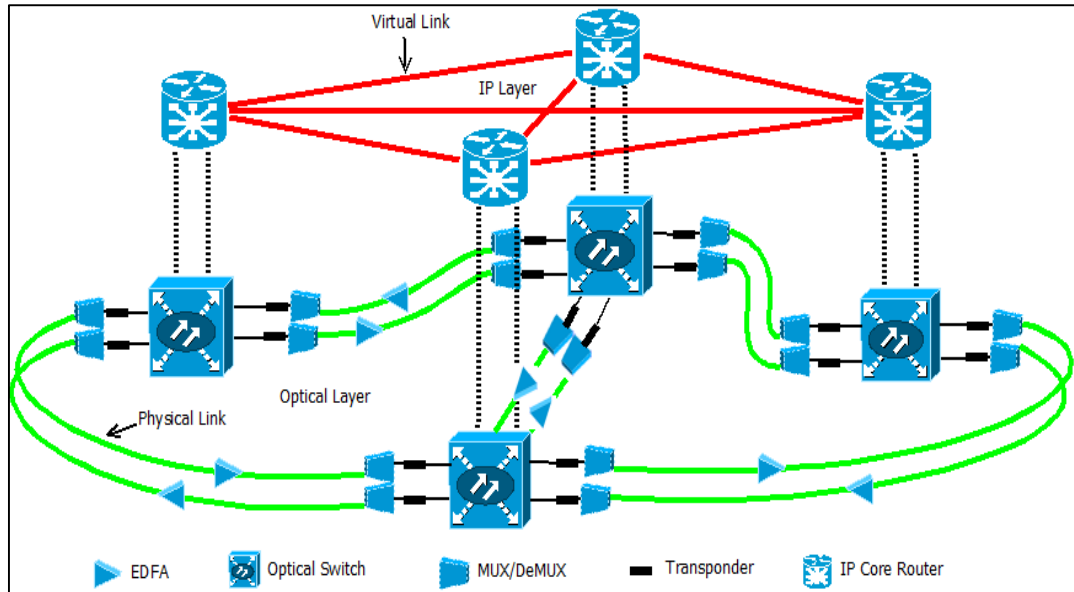 Virtual Link
IP Layer
Optical Layer
Physical Link
EDFA
Optical Switch
MUX/DeMUX
Transponder
IP Core Router